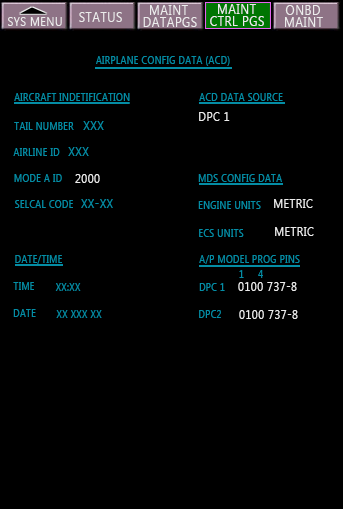 SYS MENU STATUS MAINT DATAPGS MAINT CTRL PGS ONBD MAINT
AIRPLANE CONFIG DATA (ACD)
AIRCRAFT INDETIFICATION
TAIL NUMBER XXX
AIRLINE ID XXX
MODE A ID 2000
SELCAL CODE XX-XX
ACD DATA SOURCE
DPC 1
MDS CONFIG DATA
ENGINE UNITS METRIC
ECS UNITS METRIC
DATE/TIME
TIME XX:XX
DATE XX XXX XX
A/P MODEL PROG PINS
1 4
DPC 1 0100 737-8
DPC2 0100 737-8